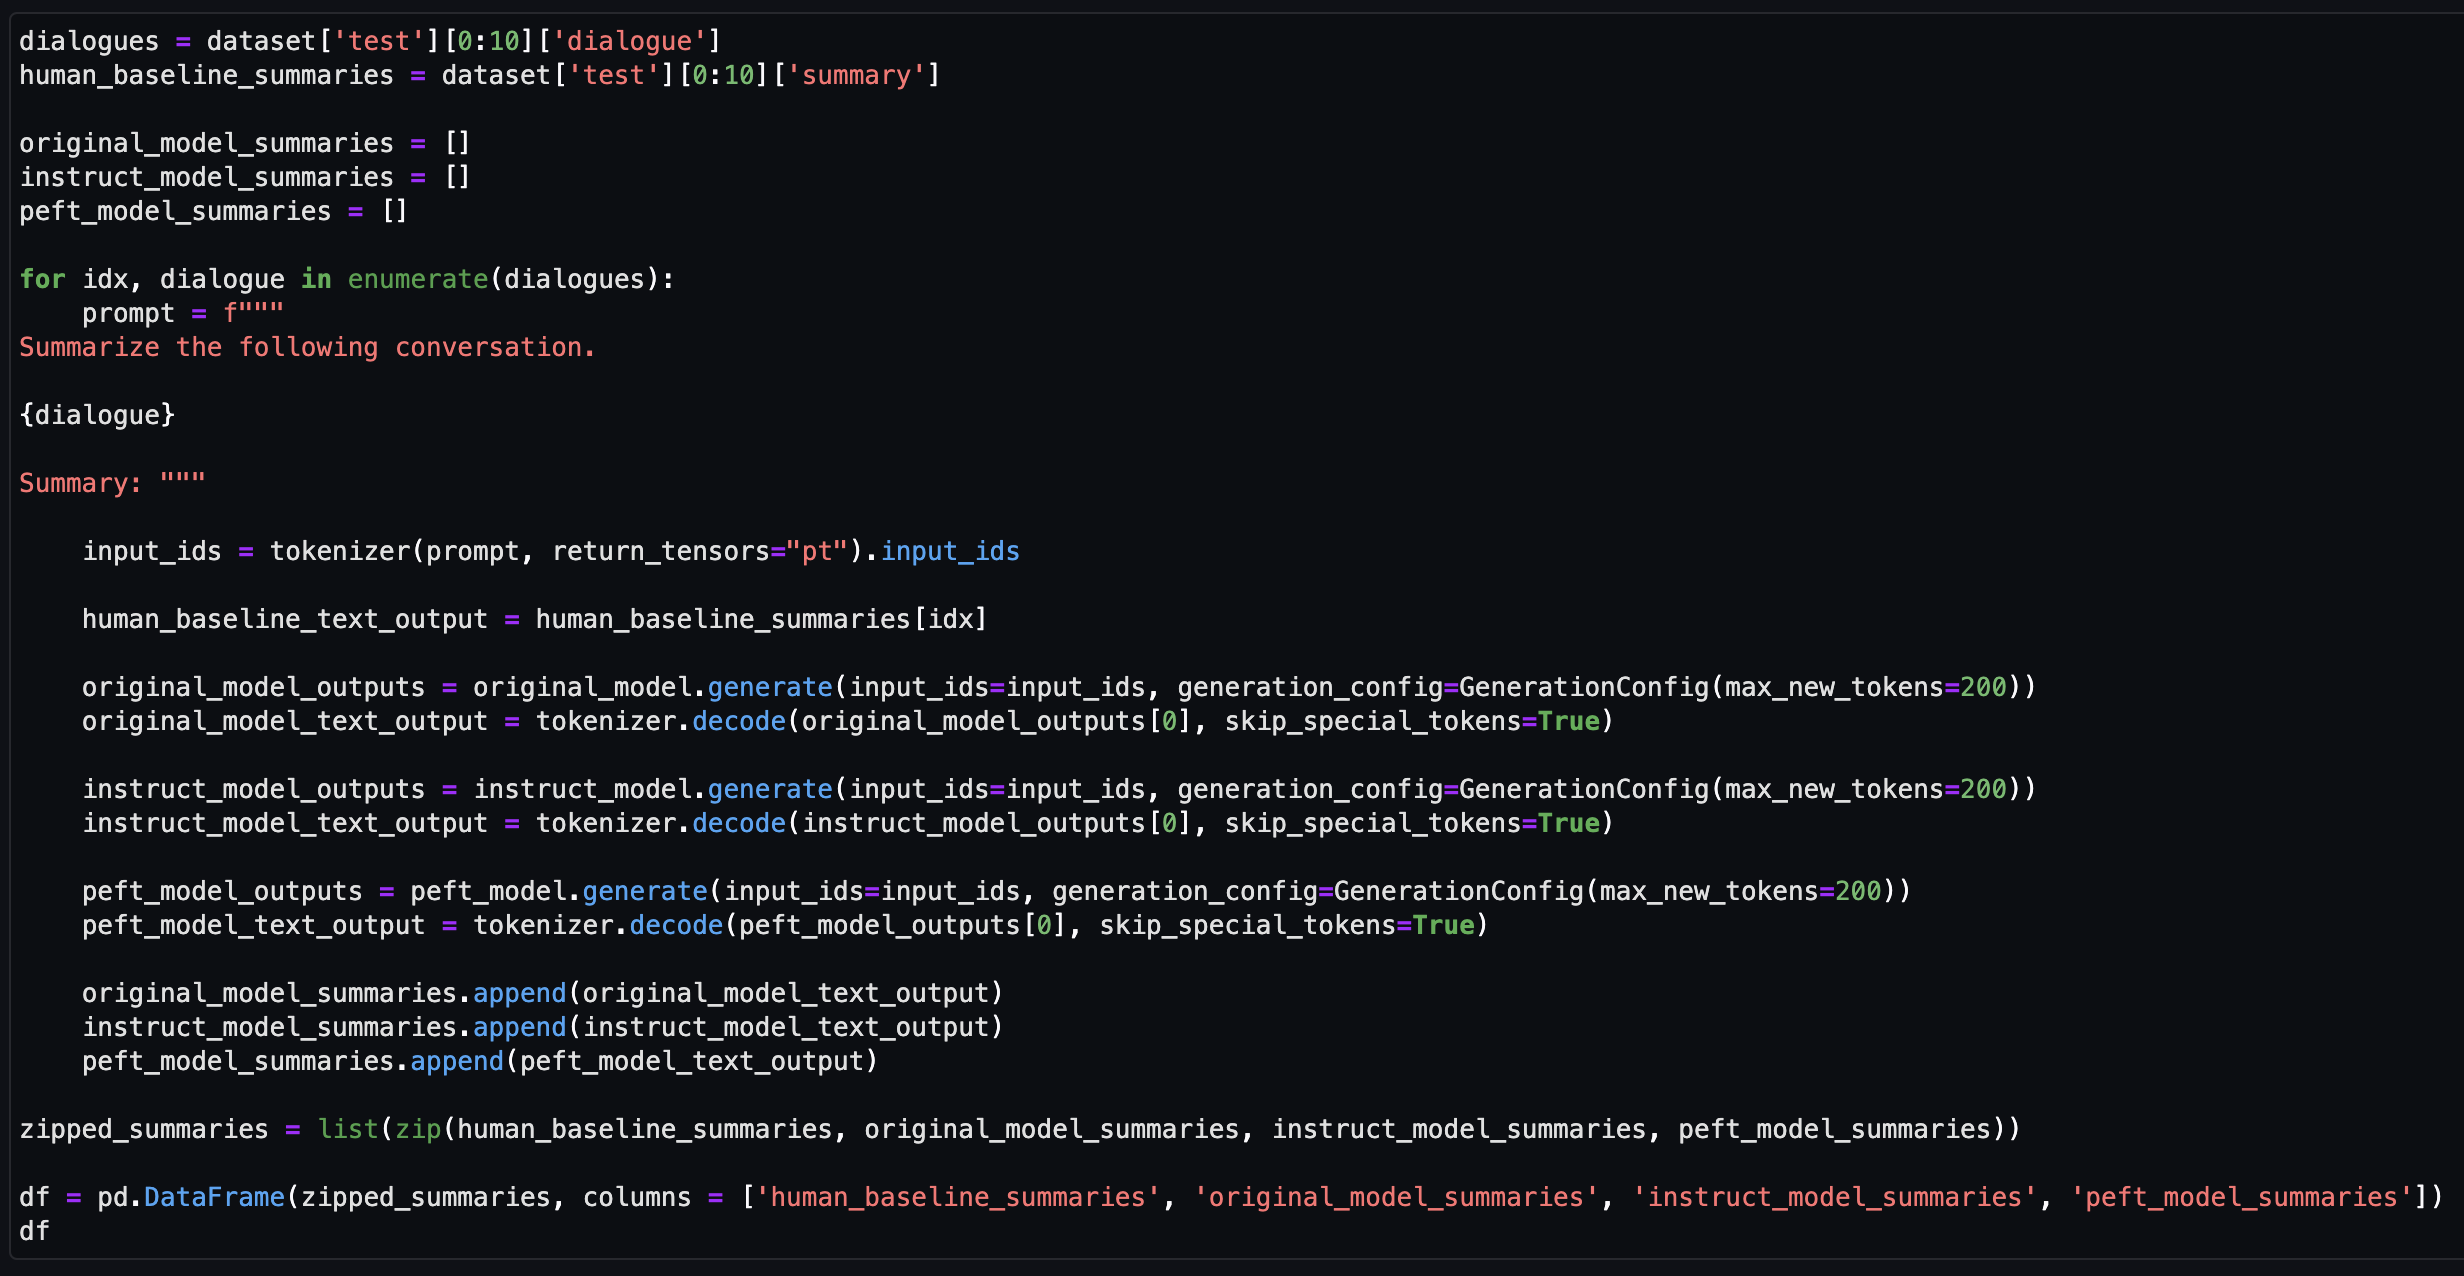 dialogues = dataset['test'][0:10]['dialogue']
human_baseline_summaries = dataset['test'][0:10]['summary']

original_model_summaries = []
instruct_model_summaries = []
peft_model_summaries = []

for idx, dialogue in enumerate(dialogues):
    prompt = f"""
Summarize the following conversation.

{dialogue}

Summary: """

    input_ids = tokenizer(prompt, return_tensors="pt").input_ids

    human_baseline_text_output = human_baseline_summaries[idx]

    original_model_outputs = original_model.generate(input_ids=input_ids, generation_config=GenerationConfig(max_new_tokens=200))
    original_model_text_output = tokenizer.decode(original_model_outputs[0], skip_special_tokens=True)

    instruct_model_outputs = instruct_model.generate(input_ids=input_ids, generation_config=GenerationConfig(max_new_tokens=200))
    instruct_model_text_output = tokenizer.decode(instruct_model_outputs[0], skip_special_tokens=True)

    peft_model_outputs = peft_model.generate(input_ids=input_ids, generation_config=GenerationConfig(max_new_tokens=200))
    peft_model_text_output = tokenizer.decode(peft_model_outputs[0], skip_special_tokens=True)

    original_model_summaries.append(original_model_text_output)
    instruct_model_summaries.append(instruct_model_text_output)
    peft_model_summaries.append(peft_model_text_output)

zipped_summaries = list(zip(human_baseline_summaries, original_model_summaries, instruct_model_summaries, peft_model_summaries))

df = pd.DataFrame(zipped_summaries, columns = ['human_baseline_summaries', 'original_model_summaries', 'instruct_model_summaries', 'peft_model_summaries'])
df